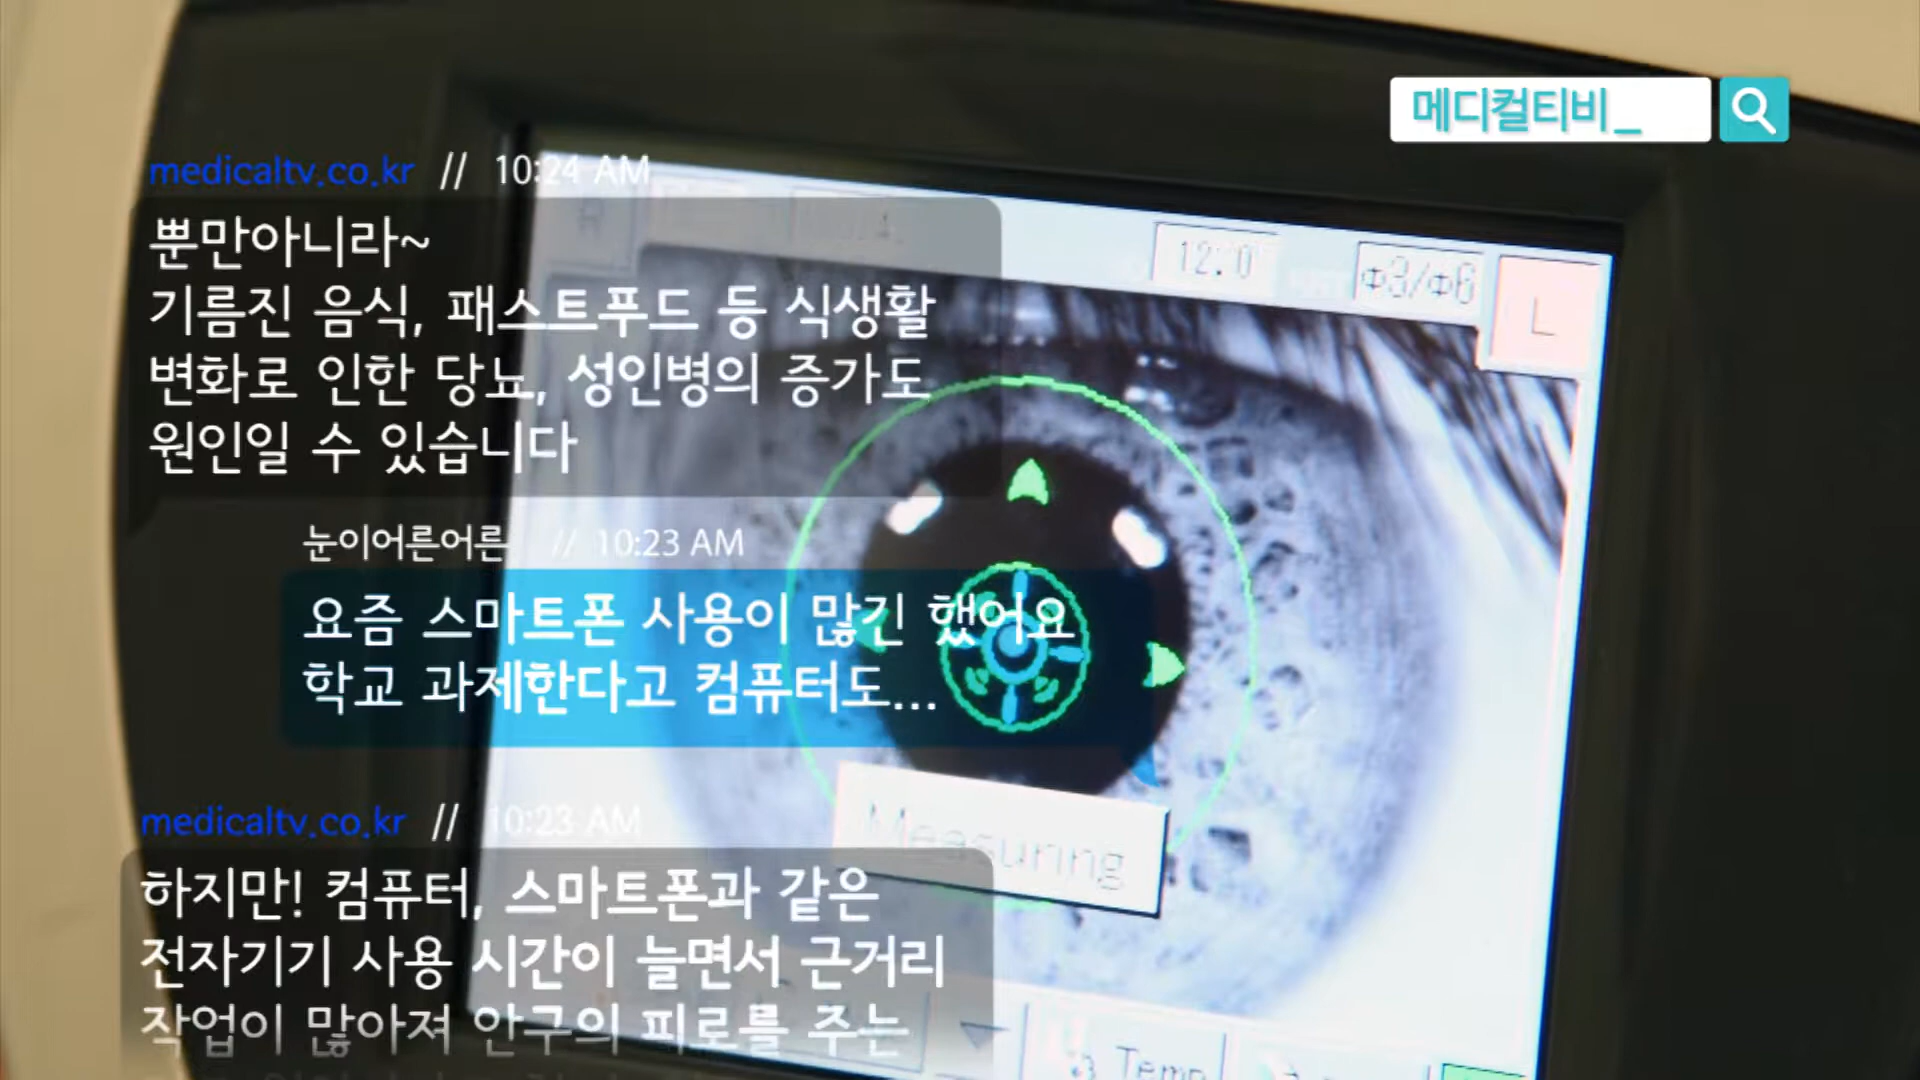 메디컬티비_
medicaltv.co.kr // 10:24 AM
뿐만아니라~
기름진 음식, 패스트푸드 등 식생활
변화로 인한 당뇨, 성인병의 증가도
원인일 수 있습니다
12.0
Φ3/Φ6
L
눈이어른어른 // 10:23 AM
요즘 스마트폰 사용이 많긴 했어요
학교 과제한다고 컴퓨터도...
Measuring
medicaltv.co.kr // 10:23 AM
하지만! 컴퓨터, 스마트폰과 같은
전자기기 사용 시간이 늘면서 근거리
작업이 많아져 안구의 피로를 주는
Temp